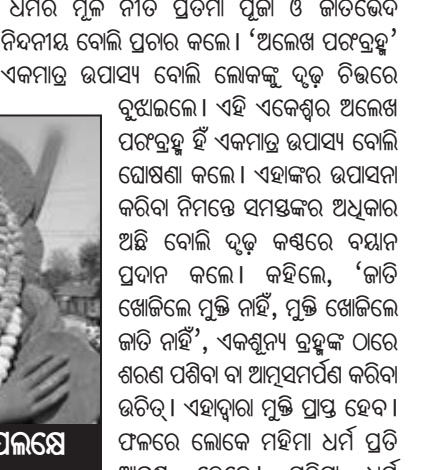 ଧର୍ମର ମୂଳ ନୀତି ପ୍ରତିମା ପୂଜା ଓ ଜାତିଭେଦ
ନିନ୍ଦନୀୟ ବୋଲି ପ୍ରଚାର କଲେ। ‘ଅଲେଖ ପରଂବ୍ରହ୍ମ’
ଏକମାତ୍ର ଉପାସ୍ୟ ବୋଲି ଲୋକଙ୍କୁ ଦୃଢ଼ ଚିତ୍ତରେ
ବୁଝାଇଲେ। ଏହି ଏକେଶ୍ୱର ଅଲେଖ
ପରଂବ୍ରହ୍ମ ହିଁ ଏକମାତ୍ର ଉପାସ୍ୟ ବୋଲି
ଘୋଷଣା କଲେ। ଏହାଙ୍କର ଉପାସନା
କରିବା ନିମନ୍ତେ ସମସ୍ତଙ୍କର ଅଧିକାର
ଅଛି ବୋଲି ଦୃଢ଼ କଣ୍ଠରେ ବୟାନ
ପ୍ରଦାନ କଲେ। କହିଲେ, ‘ଜାତି
ଖୋଜିଲେ ମୁକ୍ତି ନାହିଁ, ମୁକ୍ତି ଖୋଜିଲେ
ଜାତି ନାହିଁ’, ଏକଶୂନ୍ୟ ବ୍ରହ୍ମଙ୍କ ଠାରେ
ଶରଣ ପଶିବା ବା ଆତ୍ମସମର୍ପଣ କରିବା
ଉଚିତ୍। ଏହାଦ୍ୱାରା ମୁକ୍ତି ପ୍ରାପ୍ତ ହେବ।
ଫଳରେ ଲୋକେ ମହିମା ଧର୍ମ ପ୍ରତି
ପଲକ୍ଷେ